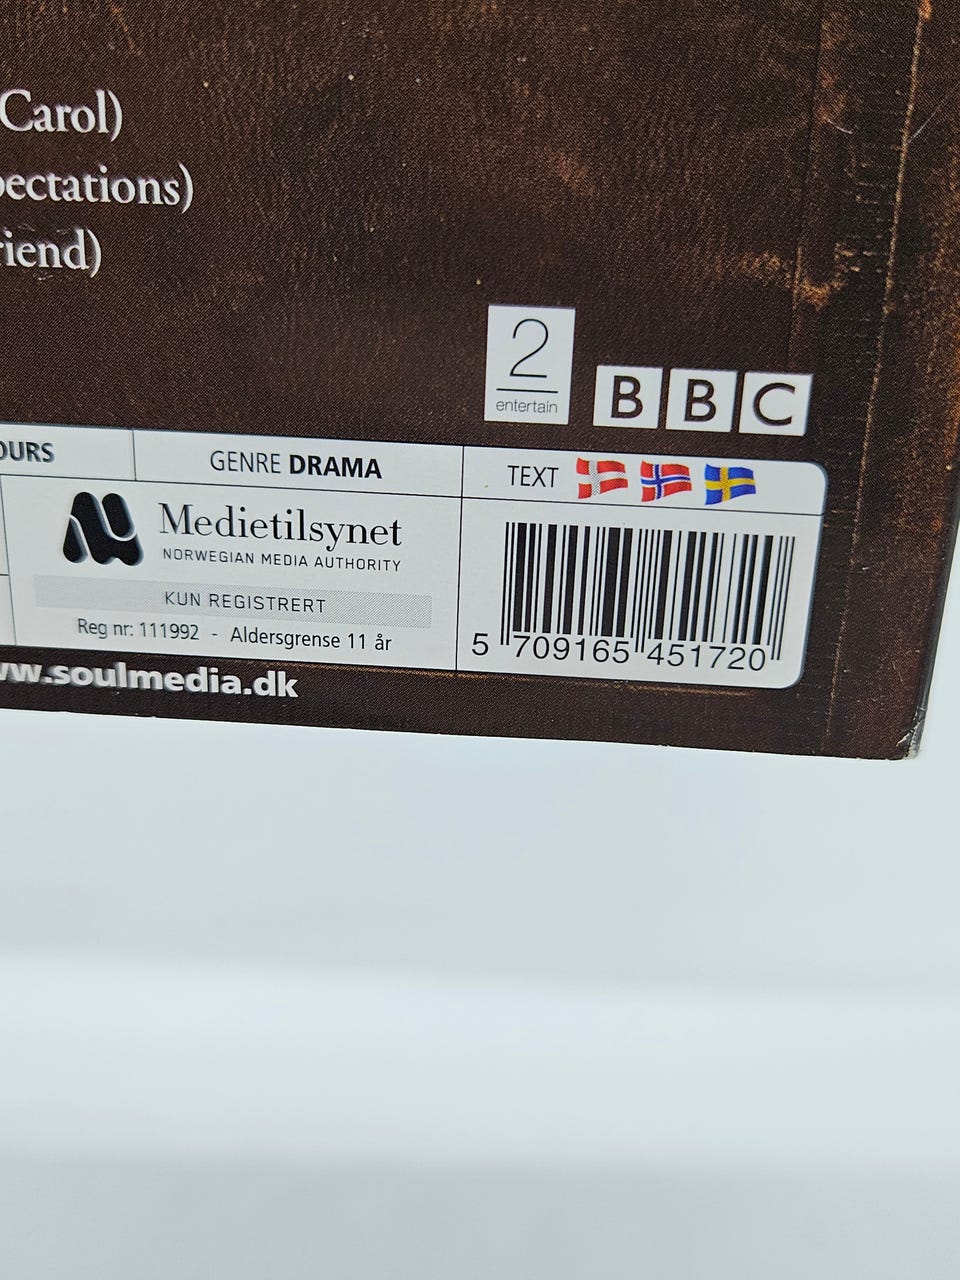 Carol)
pectations)
riend)
2
entertain
BBC
OURS
GENRE DRAMA
TEXT
Medietilsynet
NORWEGIAN MEDIA AUTHORITY
KUN REGISTRERT
Reg nr: 111992 - Aldersgrense 11 år
5 709165 451720
www.soulmedia.dk